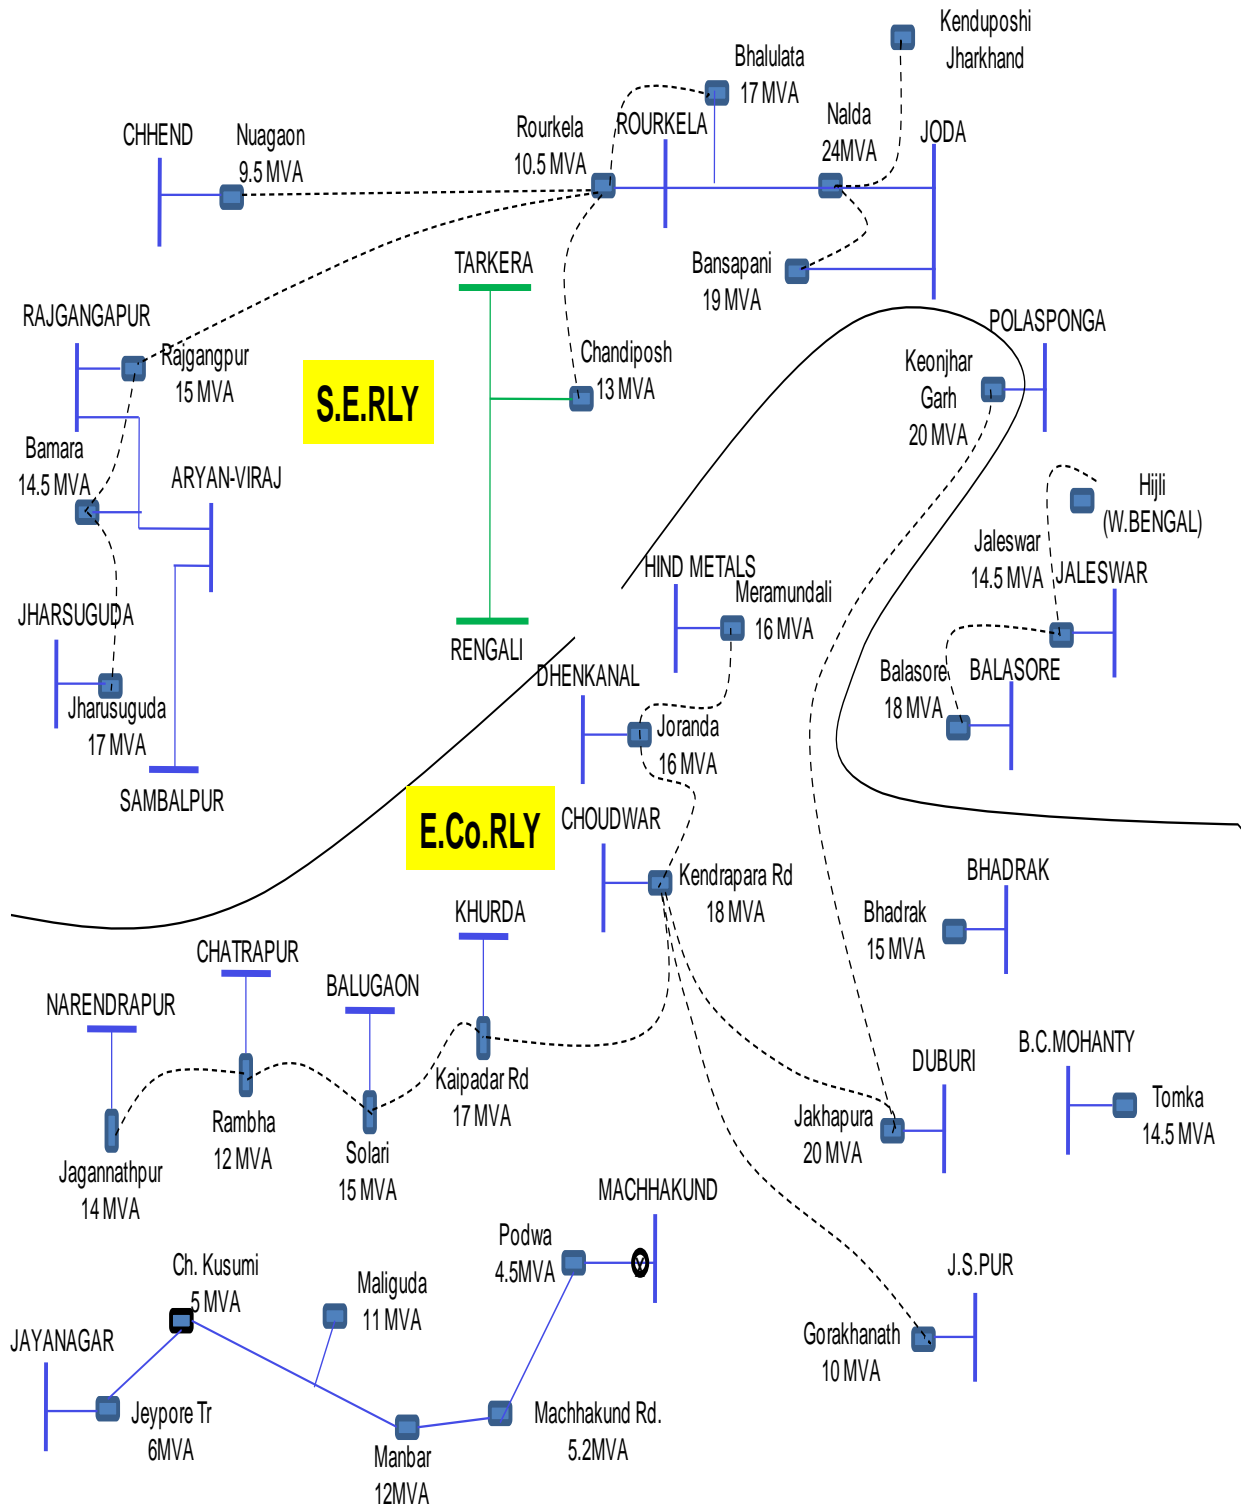 Kenduposhi
Jharkhand
Bhalulata
17 MVA
CHHEND
Nuagaon
9.5 MVA
Rourkela
10.5 MVA
ROURKELA
Nalda
24MVA
JODA
TARKERA
Bansapani
19 MVA
RAJGANGAPUR
Rajgangpur
15 MVA
S.E.RLY
Chandiposh
13 MVA
POLASPONGA
Keonjhar
Garh
20 MVA
Bamara
14.5 MVA
ARYAN-VIRAJ
Hijli
(W.BENGAL)
Jaleswar
14.5 MVA
JALESWAR
HIND METALS
Meramundali
16 MVA
JHARSUGUDA
RENGALI
DHENKANAL
Balasore
18 MVA
BALASORE
Jharusuguda
17 MVA
Joranda
16 MVA
SAMBALPUR
E.Co.RLY
CHOUDWAR
Kendrapara Rd
18 MVA
BHADRAK
Bhadrak
15 MVA
KHURDA
CHATRAPUR
BALUGAON
NARENDRAPUR
Kaipadar Rd
17 MVA
DUBURI
B.C.MOHANTY
Tomka
14.5 MVA
Rambha
12 MVA
Jakhapura
20 MVA
Solari
15 MVA
Jagannathpur
14 MVA
MACHHAKUND
Podwa
4.5MVA
Ch. Kusumi
5 MVA
Maliguda
11 MVA
J.S.PUR
JAYANAGAR
Gorakhanath
10 MVA
Jeypore Tr
6MVA
Machhakund Rd.
5.2MVA
Manbar
12MVA